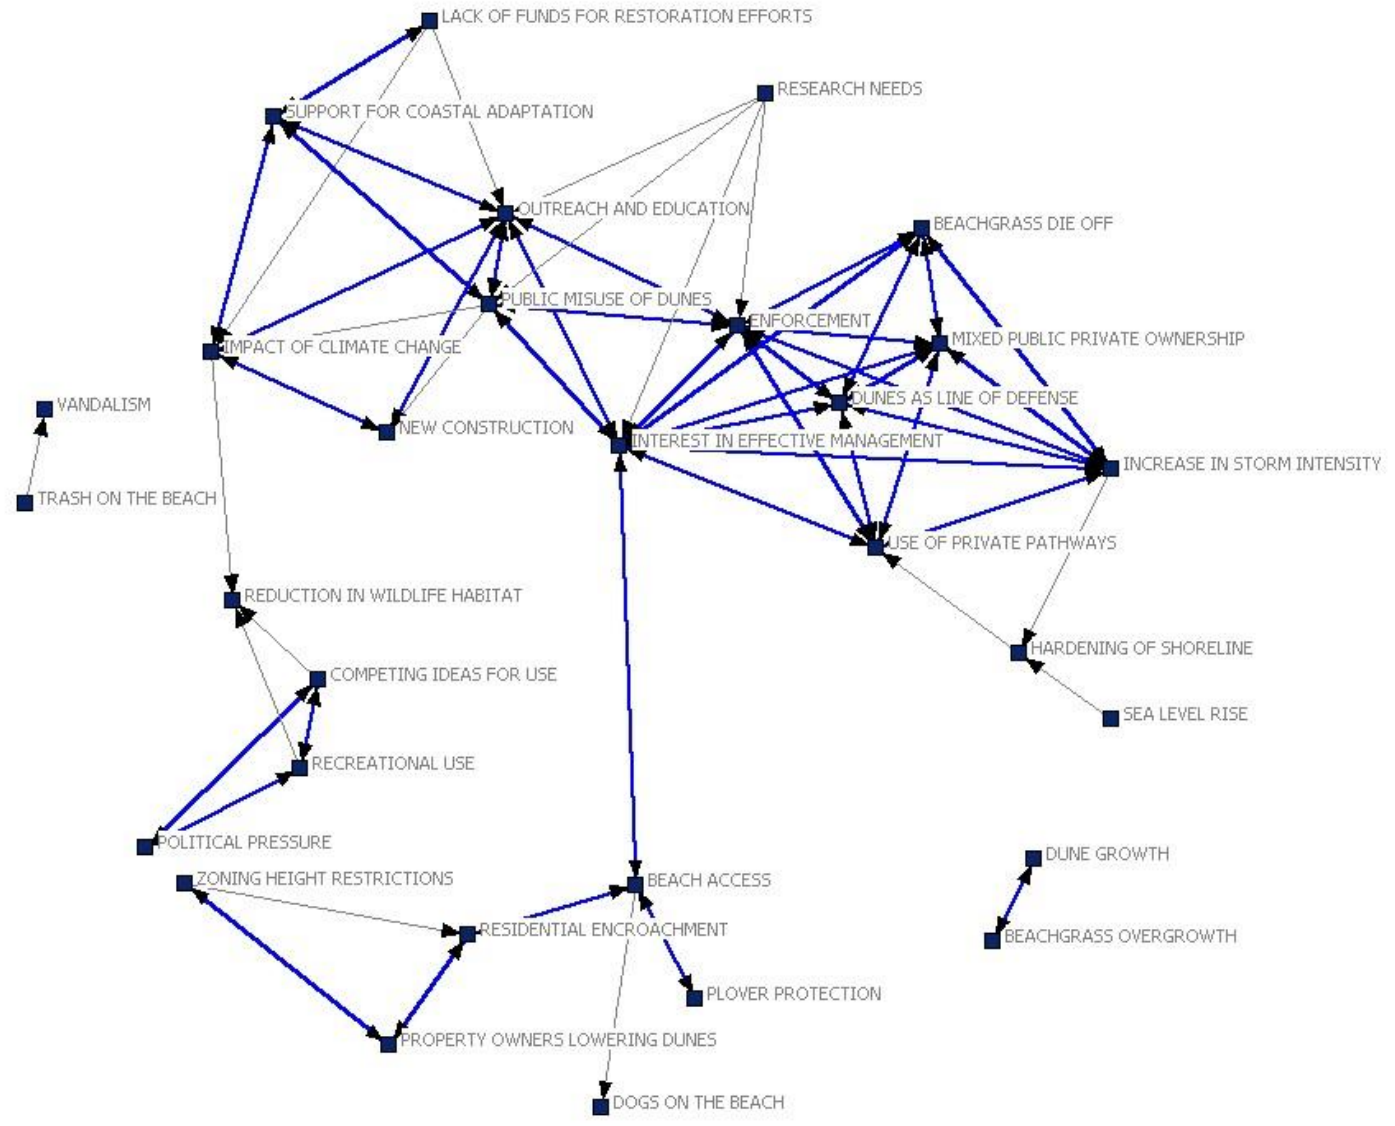 LACK OF FUNDS FOR RESTORATION EFFORTS
RESEARCH NEEDS
SUPPORT FOR COASTAL ADAPTATION
OUTREACH AND EDUCATION
BEACHGRASS DIE OFF
PUBLIC MISUSE OF DUNES
ENFORCEMENT
MIXED PUBLIC PRIVATE OWNERSHIP
IMPACT OF CLIMATE CHANGE
DUNES AS LINE OF DEFENSE
VANDALISM
NEW CONSTRUCTION
INTEREST IN EFFECTIVE MANAGEMENT
INCREASE IN STORM INTENSITY
TRASH ON THE BEACH
USE OF PRIVATE PATHWAYS
REDUCTION IN WILDLIFE HABITAT
HARDENING OF SHORELINE
COMPETING IDEAS FOR USE
SEA LEVEL RISE
RECREATIONAL USE
POLITICAL PRESSURE
DUNE GROWTH
ZONING HEIGHT RESTRICTIONS
BEACH ACCESS
RESIDENTIAL ENCROACHMENT
BEACHGRASS OVERGROWTH
PLOVER PROTECTION
PROPERTY OWNERS LOWERING DUNES
DOGS ON THE BEACH